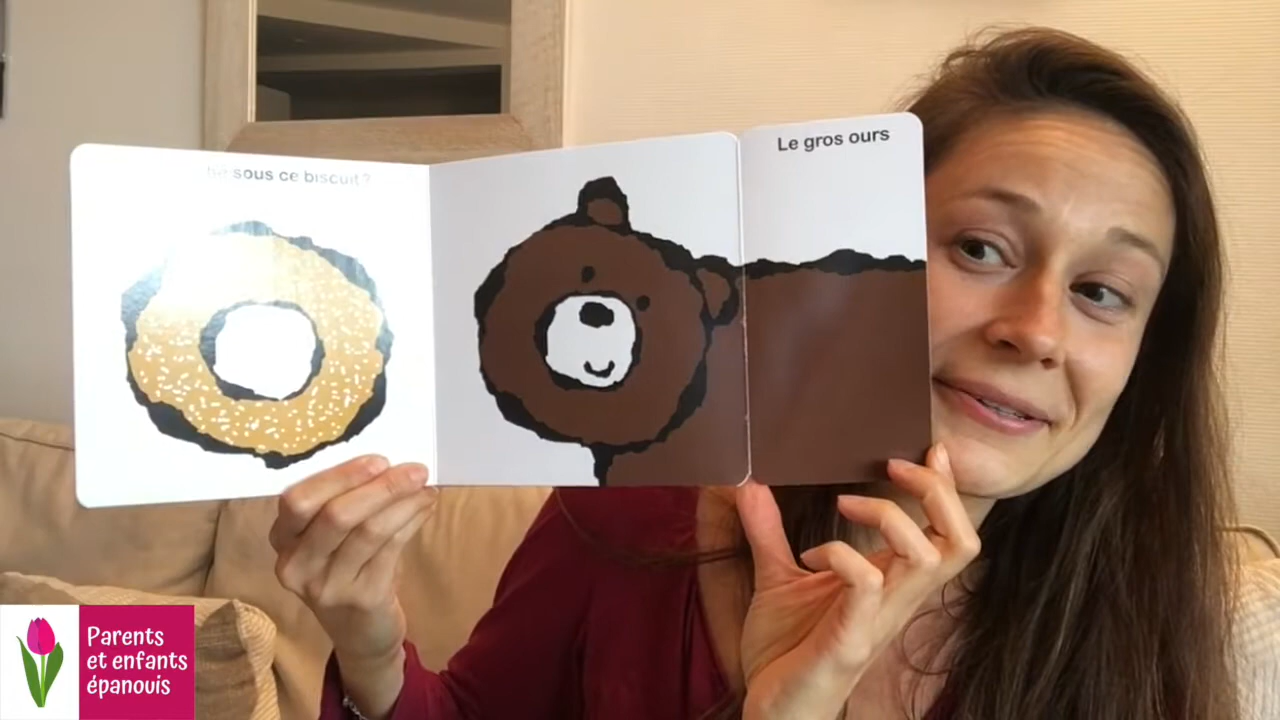 sous ce biscuit?
Le gros ours
Parents
et enfants
épanouis